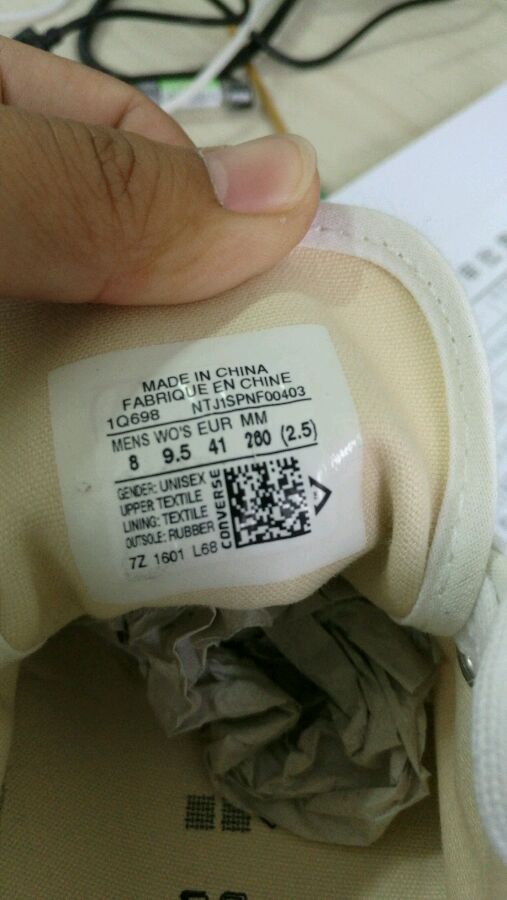 MADE IN CHINA
FABRIQUE EN CHINE
1Q698 NTJ1SPNF00403
MENS WO'S EUR MM
8 9.5 41 260 (2.5)
GENDER: UNISEX
UPPER TEXTILE
LINING: TEXTILE
OUTSOLE: RUBBER
7Z 1601 L68
CONVERSE